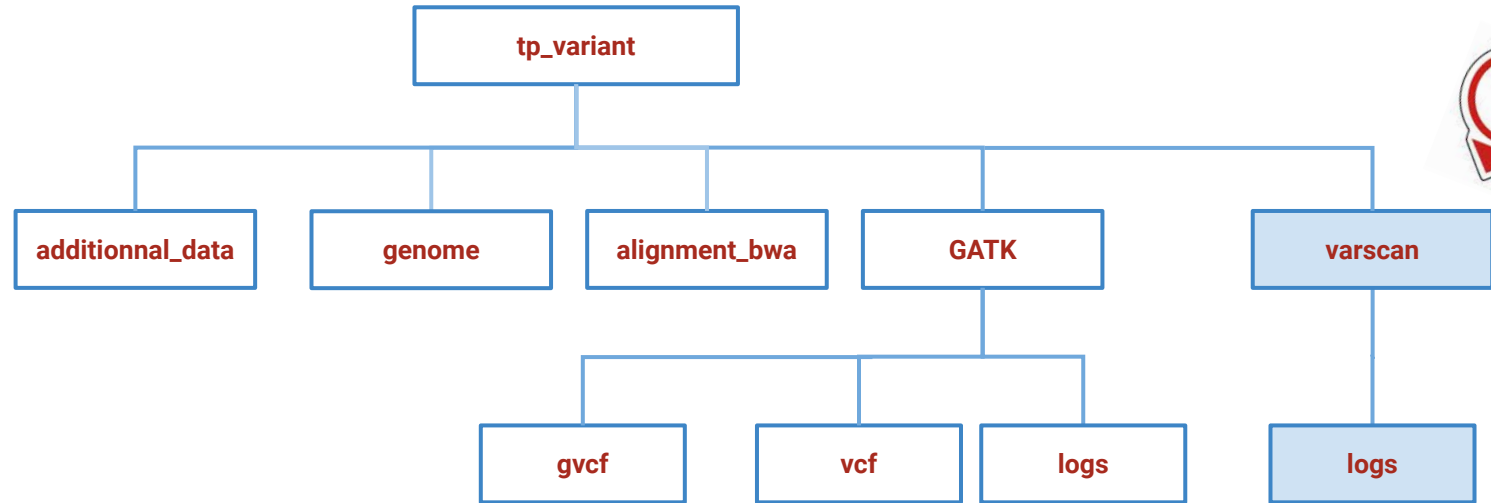 tp_variant
additionnal_data
genome
alignment_bwa
GATK
varscan
gvcf
vcf
logs
logs